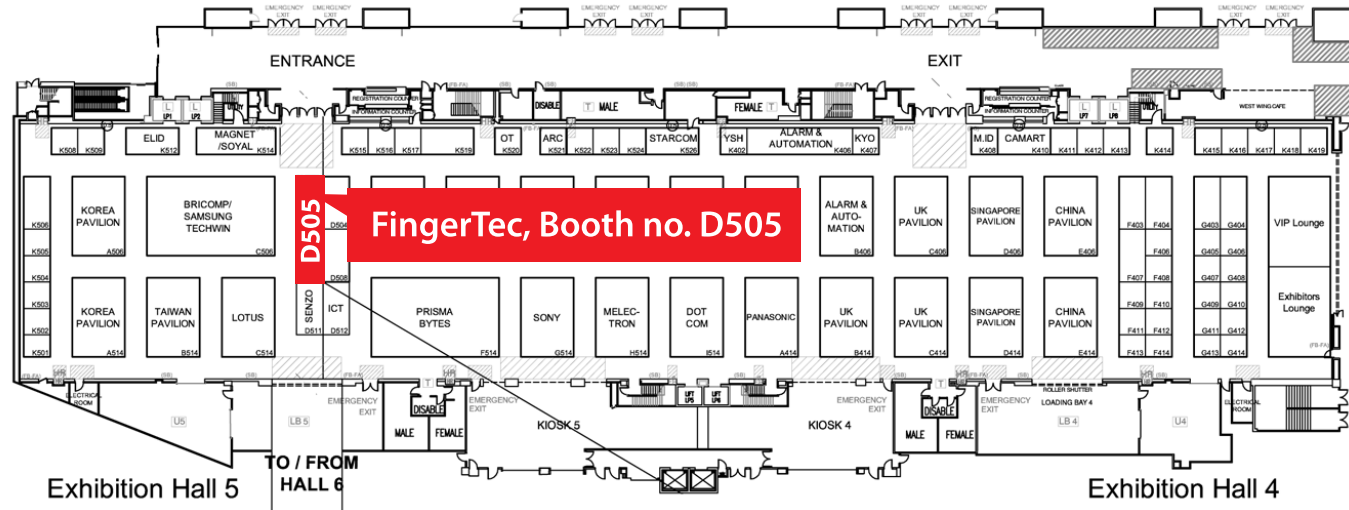 EMERGENCY
EXIT
EMERGENCY
EXIT
EMERGENCY
EXIT
EMERGENCY
EXIT
EMERGENCY
EXIT
EMERGENCY
EXIT
EMERGENCY
EXIT
EMERGENCY
EXIT
ENTRANCE
EXIT
REGISTRATION COUNTER
INFORMATION COUNTER
UTILITY
L
LP1
L
LP2
DISABLE
T
MALE
FEMALE
T
REGISTRATION COUNTER
INFORMATION COUNTER
L
LP7
L
LP8
UTILITY
WEST WING CAFE
K508
K509
ELID
K512
MAGNET
/SOYAL
K514
K515
K516
K517
K519
OT
K520
ARC
K521
K522
K523
K524
STARCOM
K526
YSH
K402
ALARM &
AUTOMATION
K406
KYO
K407
M.ID
K408
CAMART
K410
K411
K412
K413
K414
K415
K416
K417
K418
K419
K506
K505
K504
K503
K502
K501
KOREA
PAVILION
A506
BRICOMP/
SAMSUNG
TECHWIN
C506
D505
D504
D508
FingerTec, Booth no. D505
ALARM &
AUTO-
MATION
B406
UK
PAVILION
C406
SINGAPORE
PAVILION
D406
CHINA
PAVILION
E406
F403
F404
F406
F407
F408
F409
F410
F411
F412
F413
F414
G403
G404
G405
G406
G407
G408
G409
G410
G411
G412
G413
G414
VIP Lounge
Exhibitors
Lounge
KOREA
PAVILION
A514
TAIWAN
PAVILION
B514
LOTUS
C514
SENZO
D511
ICT
D512
PRISMA
BYTES
F514
SONY
G514
MELEC-
TRON
H514
DOT
COM
I514
PANASONIC
A414
UK
PAVILION
B414
UK
PAVILION
C414
SINGAPORE
PAVILION
D414
CHINA
PAVILION
E414
ELECTRICAL
ROOM
U5
LB 5
EMERGENCY
EXIT
T
DISABLE
MALE
FEMALE
EMERGENCY
EXIT
KIOSK 5
LIFT
LP5
LIFT
LP6
KIOSK 4
EMERGENCY
EXIT
T
DISABLE
MALE
FEMALE
EMERGENCY
EXIT
ROLLER SHUTTER
LOADING BAY 4
LB 4
U4
ELECTRICAL
ROOM
TO / FROM
HALL 6
Exhibition Hall 5
Exhibition Hall 4